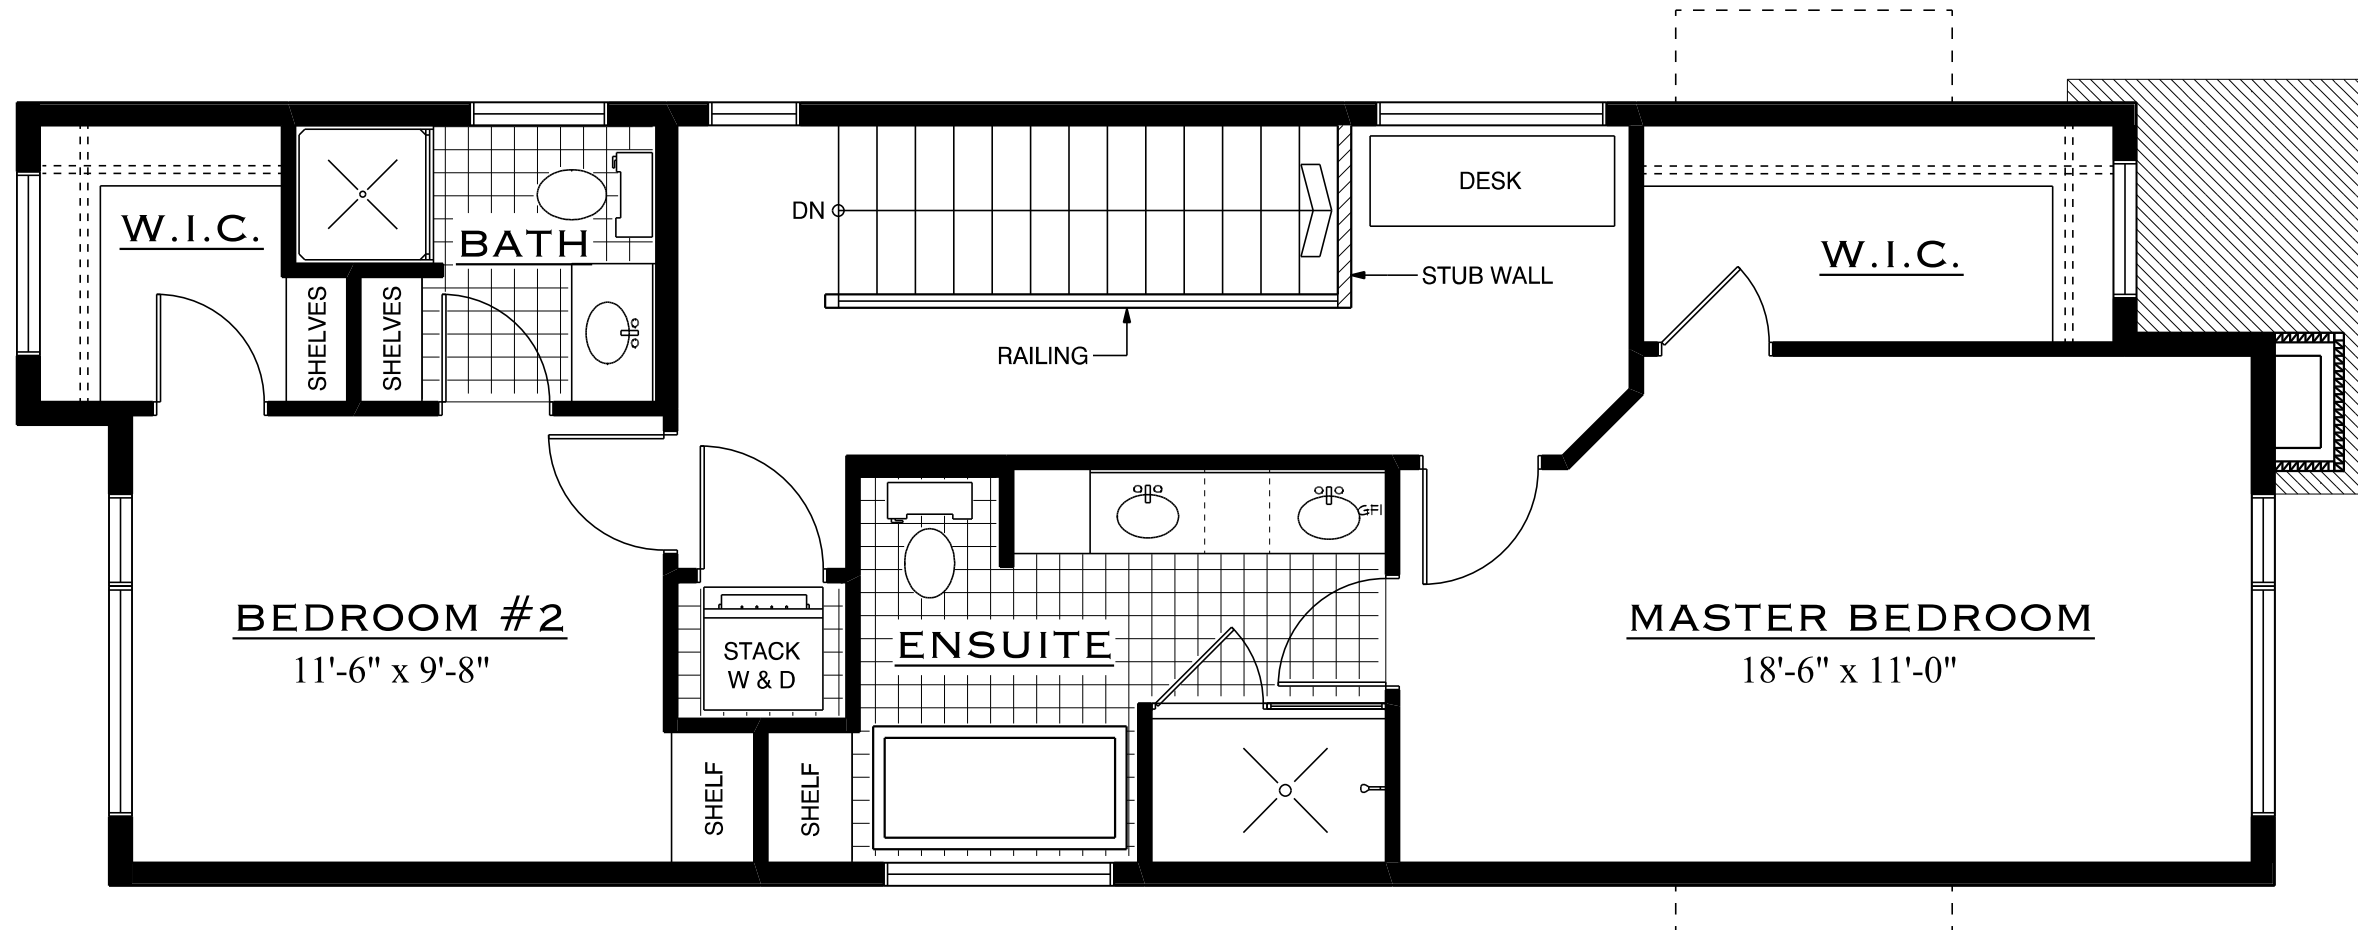 W.I.C.
BATH
SHELVES
SHELVES
DN
DESK
STUB WALL
RAILING
W.I.C.
GFI
BEDROOM #2
11'-6" x 9'-8"
STACK
W & D
ENSUITE
MASTER BEDROOM
18'-6" x 11'-0"
SHELF
SHELF